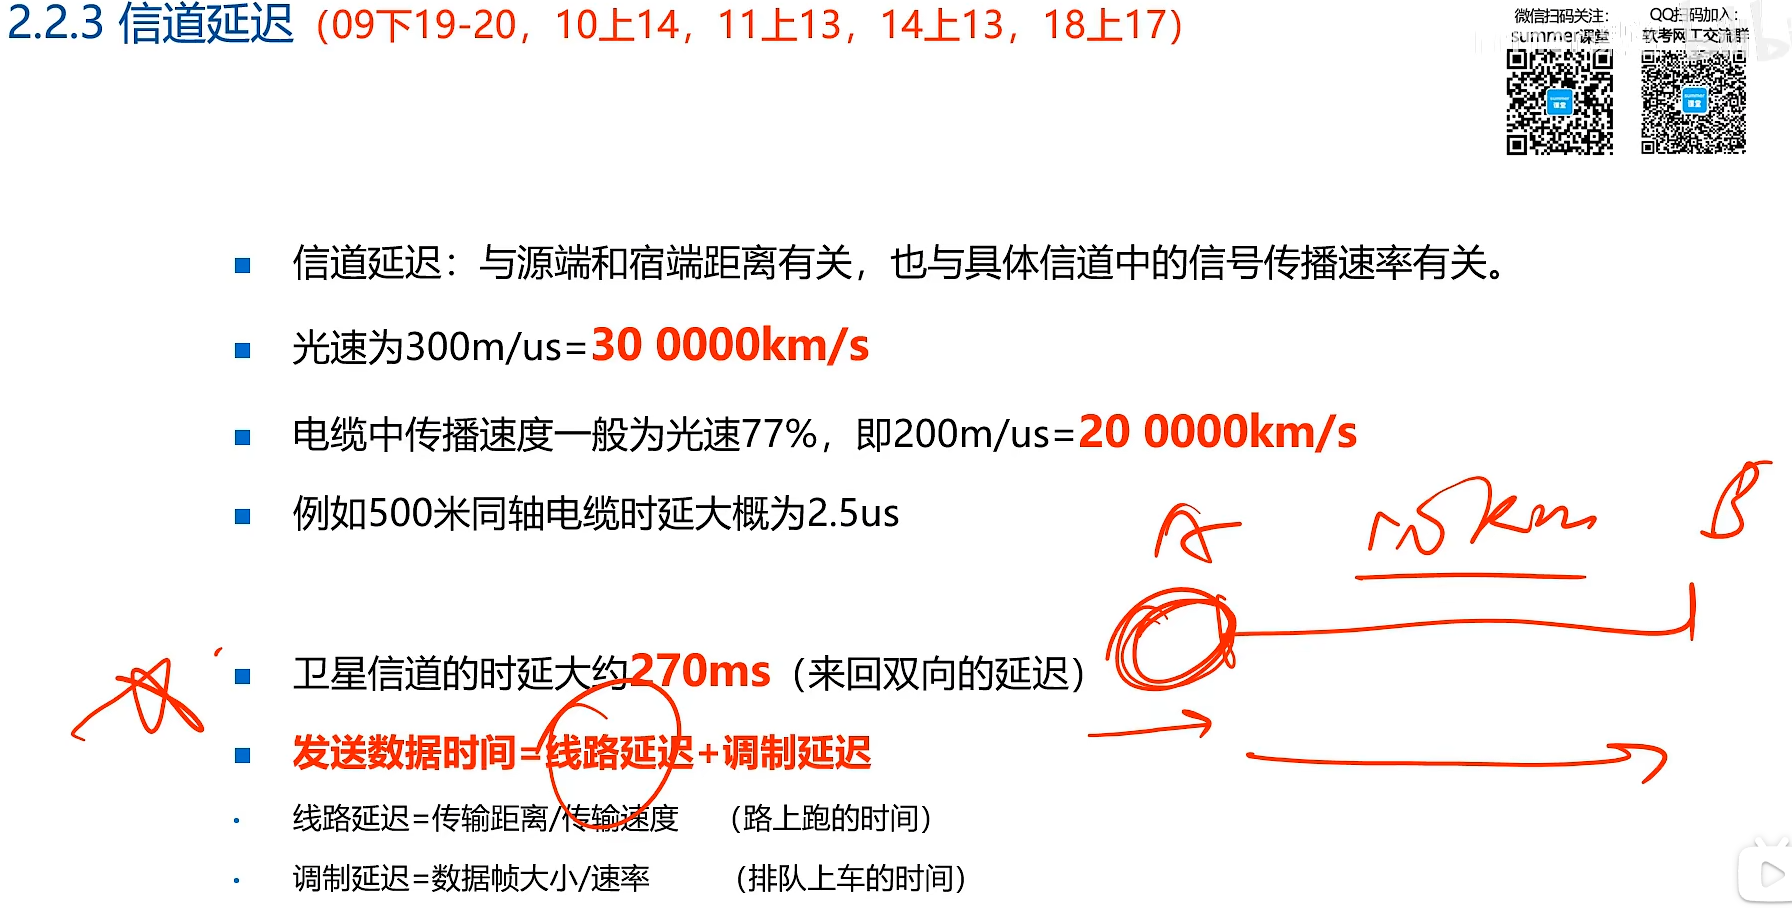 2.2.3 信道延迟（09下19-20，10上14，11上13，14上13，18上17）
微信扫码关注：
summer课堂
QQ扫码加入：
软考网工交流群
信道延迟：与源端和宿端距离有关，也与具体信道中的信号传播速率有关。
光速为300m/us=30 0000km/s
电缆中传播速度一般为光速77%，即200m/us=20 0000km/s
例如500米同轴电缆时延大概为2.5us
A
km
B
卫星信道的时延大约270ms（来回双向的延迟）
发送数据时间=线路延迟+调制延迟
线路延迟=传输距离/传输速度 （路上跑的时间）
调制延迟=数据帧大小/速率 （排队上车的时间）